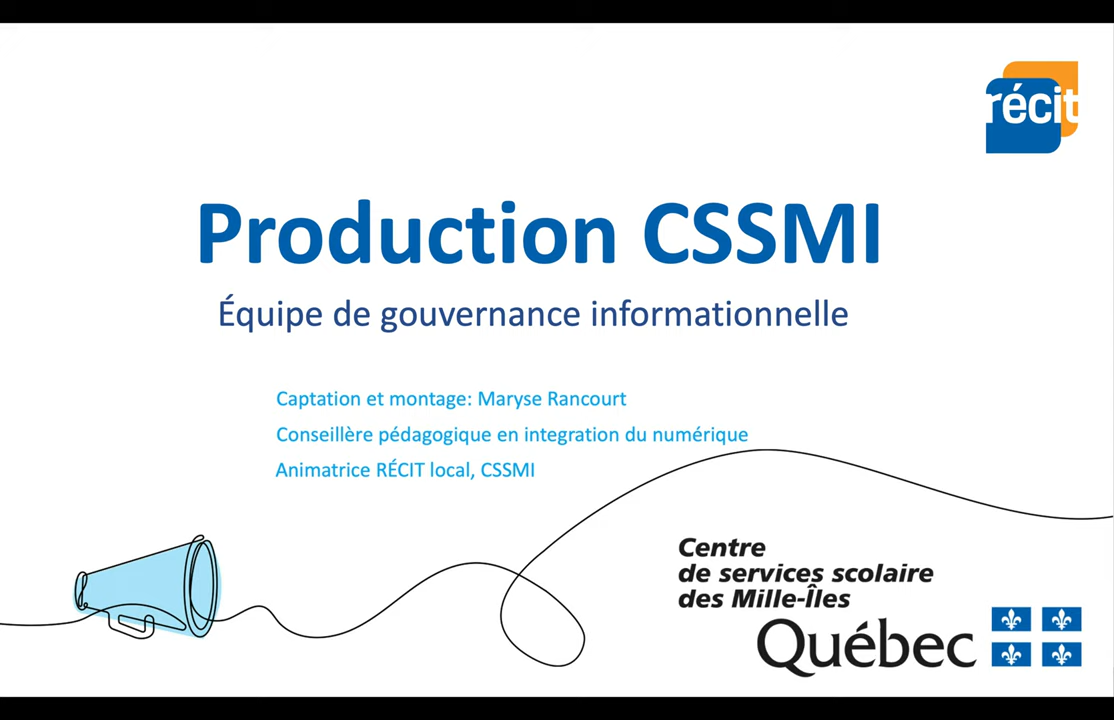 récit
Production CSSMI
Équipe de gouvernance informationnelle
Captation et montage: Maryse Rancourt
Conseillère pédagogique en integration du numérique
Animatrice RÉCIT local, CSSMI
Centre
de services scolaire
des Mille-Îles
Québec